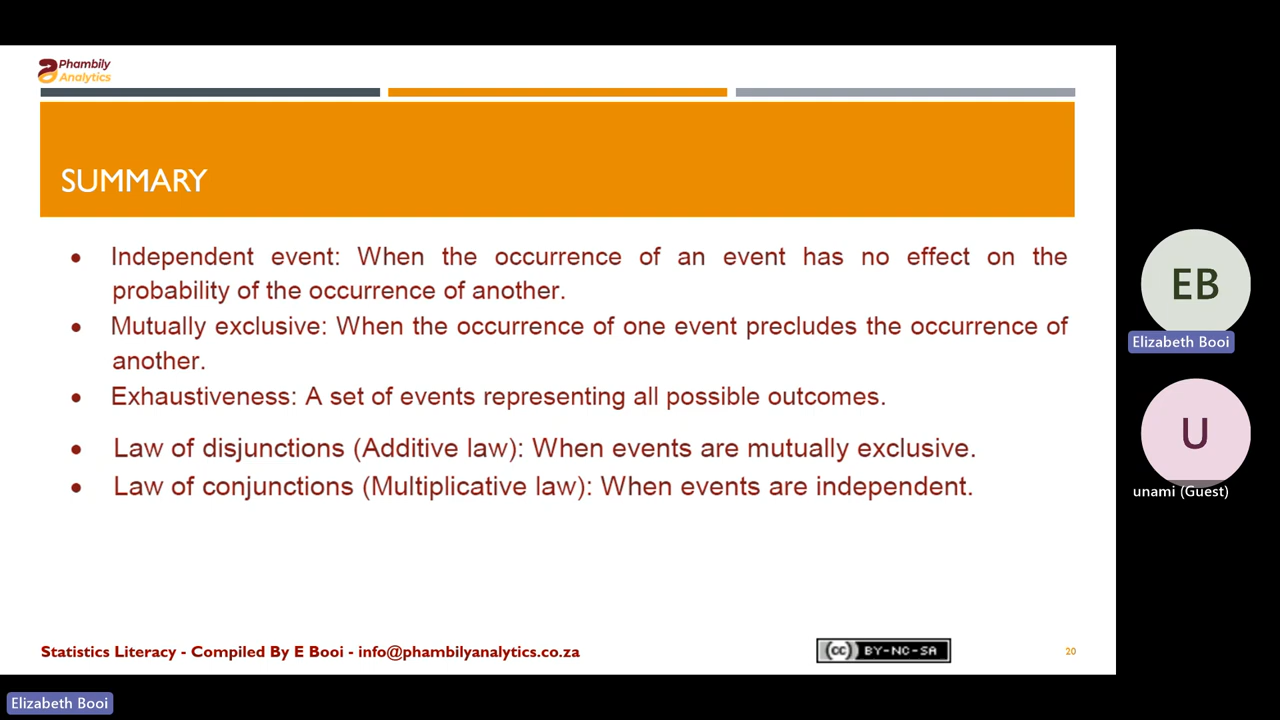 Phambily
Analytics
SUMMARY
• Independent event: When the occurrence of an event has no effect on the
probability of the occurrence of another.
• Mutually exclusive: When the occurrence of one event precludes the occurrence of
another.
• Exhaustiveness: A set of events representing all possible outcomes.
• Law of disjunctions (Additive law): When events are mutually exclusive.
• Law of conjunctions (Multiplicative law): When events are independent.
Statistics Literacy - Compiled By E Booi - info@phambilyanalytics.co.za
cc BY-NC-SA
20
EB
Elizabeth Booi
U
unami (Guest)
Elizabeth Booi